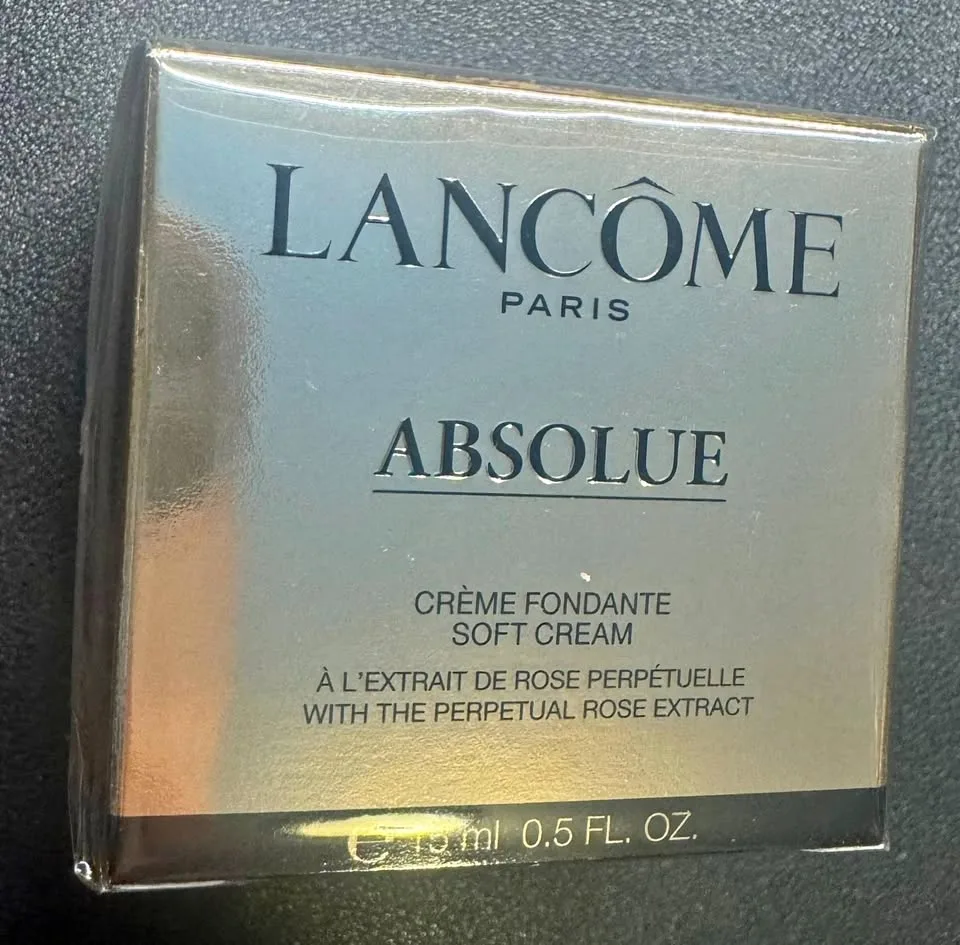 LANCÔME
PARIS
ABSOLUE
CRÈME FONDANTE
SOFT CREAM
À L'EXTRAIT DE ROSE PERPÉTUELLE
WITH THE PERPETUAL ROSE EXTRACT
℮ 15 ml 0.5 FL. OZ.